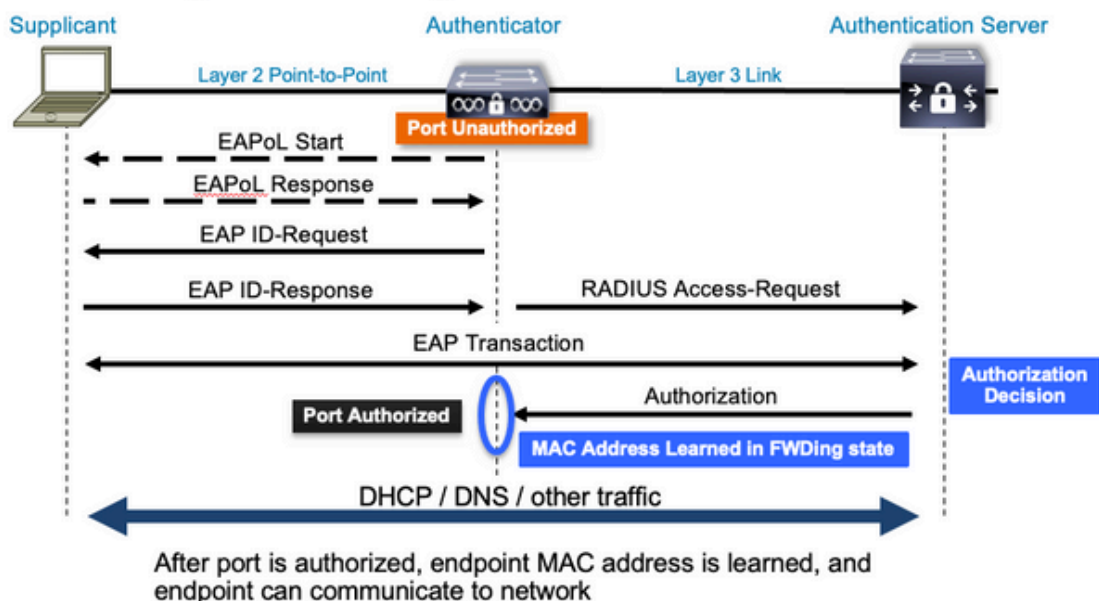 Supplicant
Authenticator
Authentication Server
Layer 2 Point-to-Point
Layer 3 Link
Port Unauthorized
EAPoL Start
EAPoL Response
EAP ID-Request
EAP ID-Response
RADIUS Access-Request
EAP Transaction
Authorization
Decision
Port Authorized
Authorization
MAC Address Learned in FWDing state
DHCP / DNS / other traffic
After port is authorized, endpoint MAC address is learned, and
endpoint can communicate to network